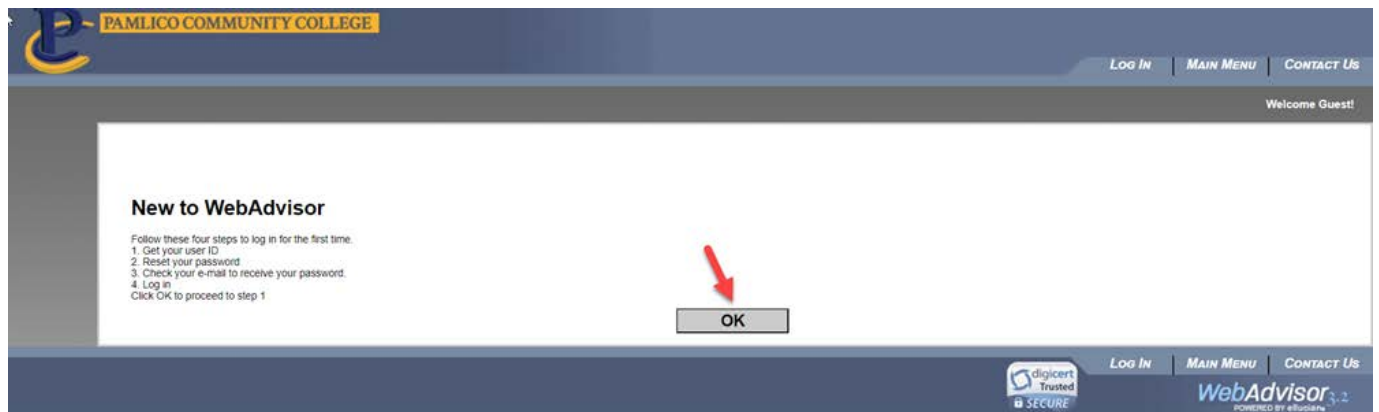 PAMLICO COMMUNITY COLLEGE
LOG IN MAIN MENU CONTACT US
Welcome Guest!
New to WebAdvisor
Follow these four steps to log in for the first time.
1. Get your user ID
2. Reset your password
3. Check your e-mail to receive your password.
4. Log in
Click OK to proceed to step 1
OK
LOG IN MAIN MENU CONTACT US
digicert
Trusted
SECURE
WebAdvisor 3.2
POWERED BY ellucian